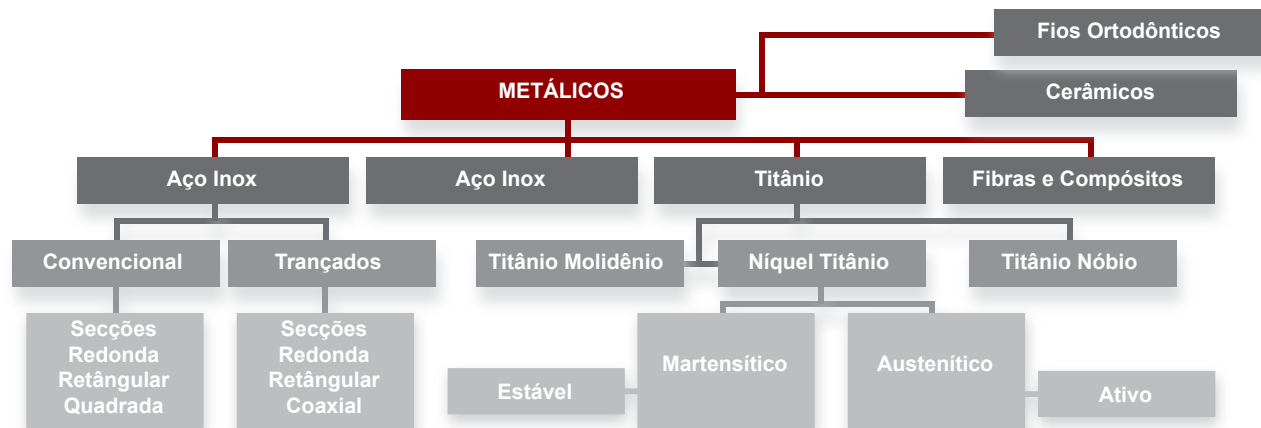 Fios Ortodônticos
METÁLICOS
Cerâmicos
Aço Inox
Aço Inox
Titânio
Fibras e Compósitos
Convencional
Trançados
Titânio Molidênio
Níquel Titânio
Titânio Nóbio
Secções
Redonda
Retângular
Quadrada
Secções
Redonda
Retângular
Coaxial
Martensítico
Austenítico
Estável
Ativo